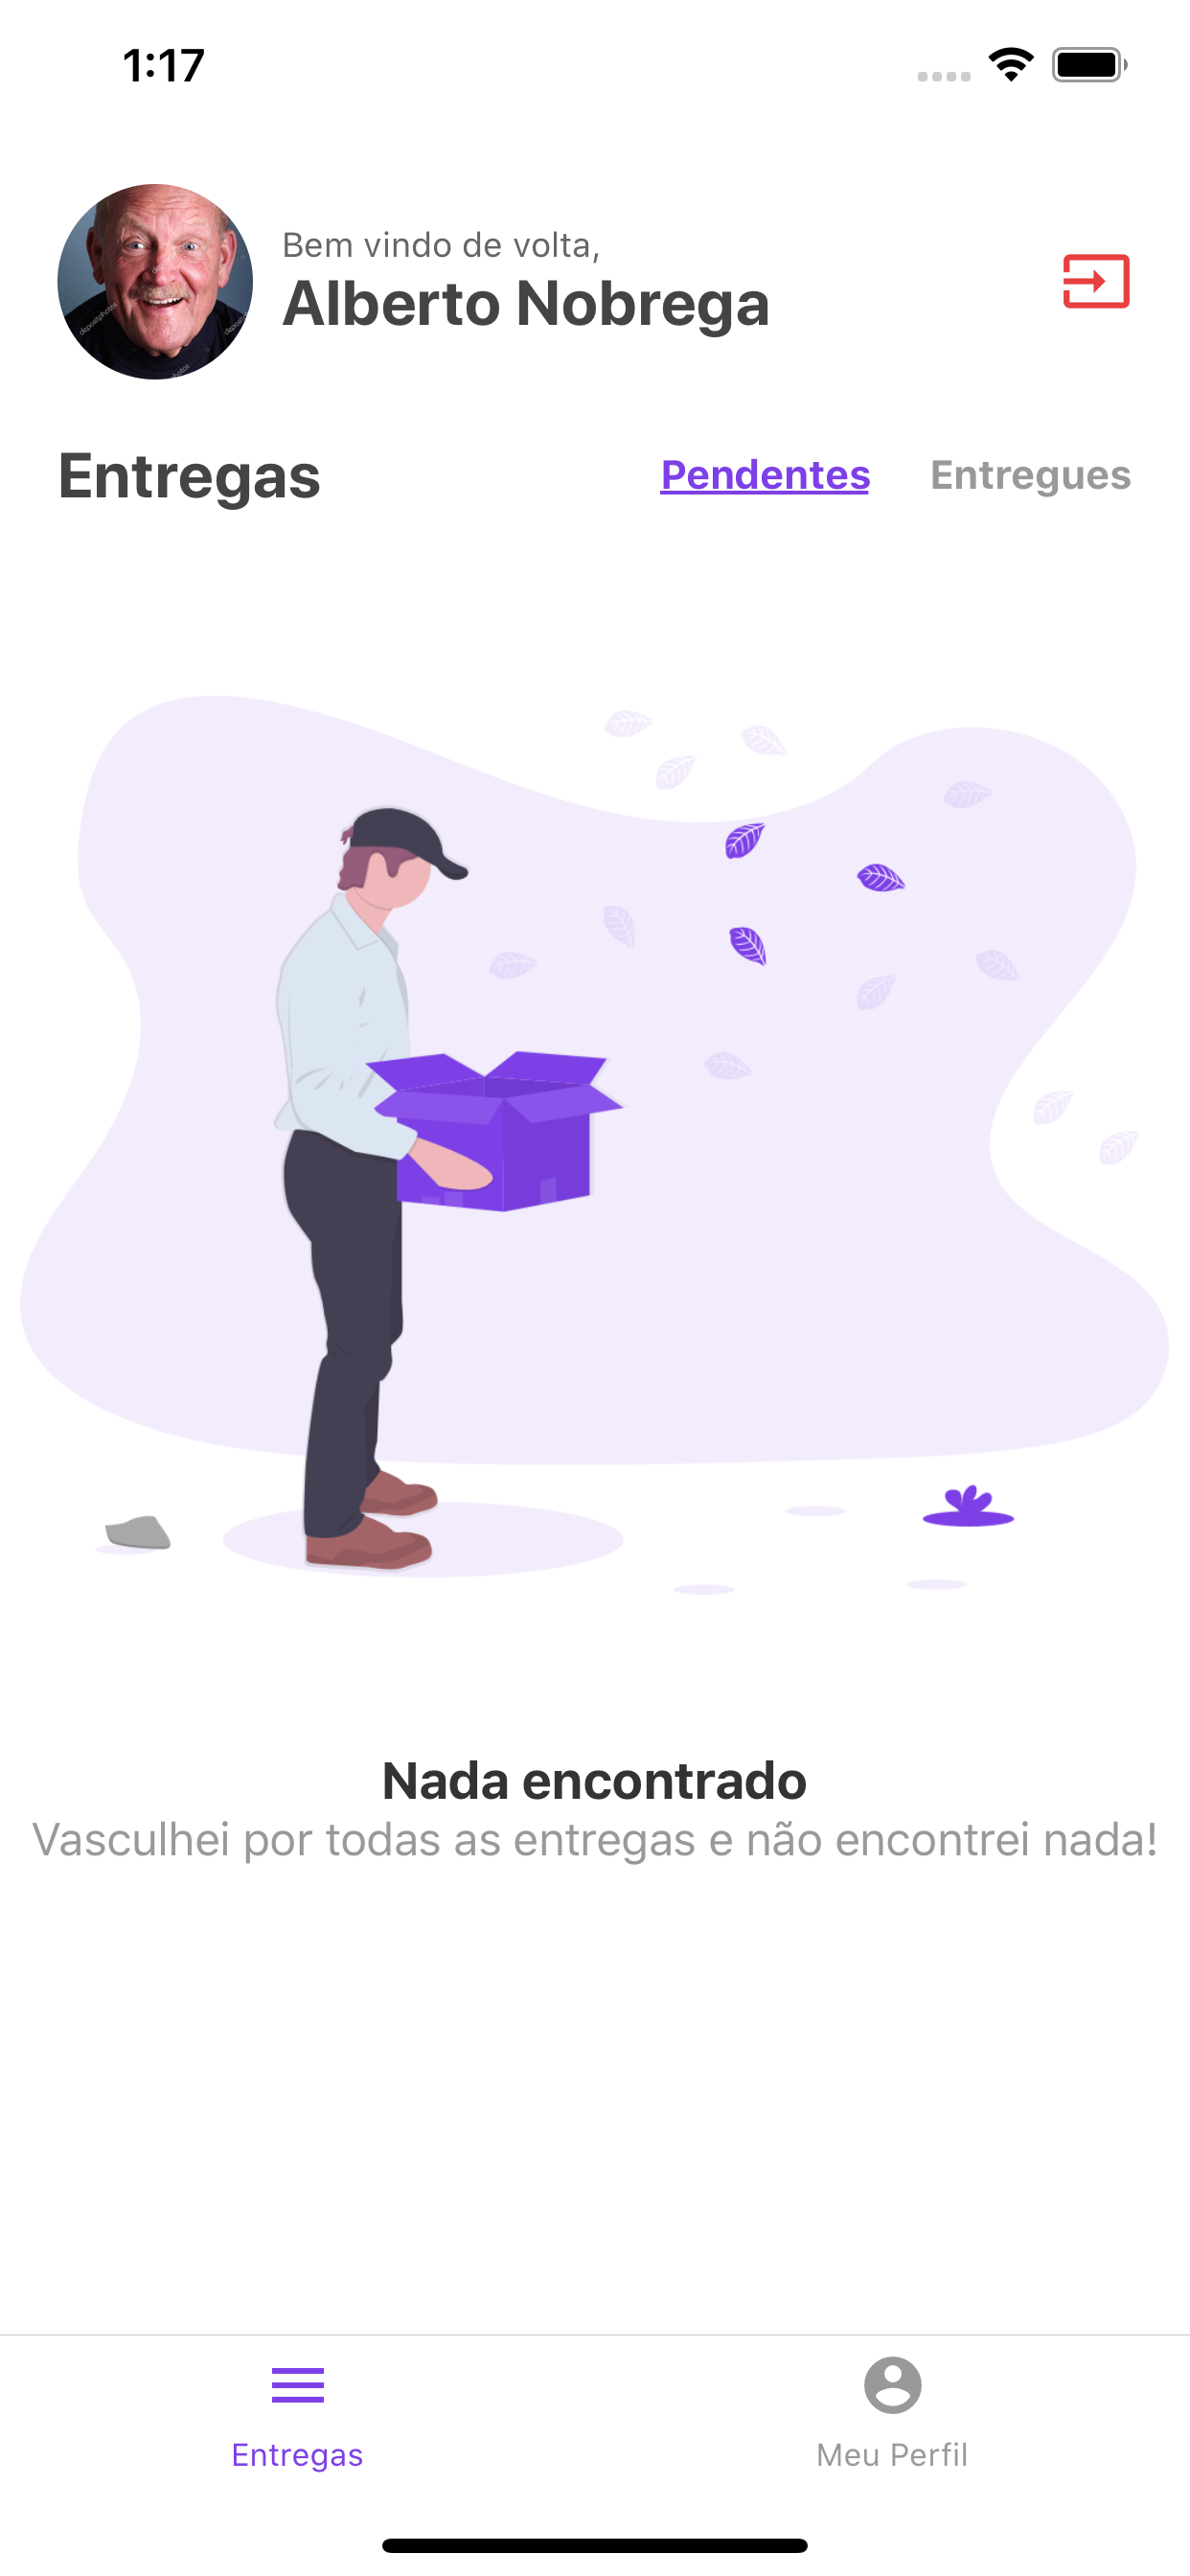 1:17
Bem vindo de volta,
Alberto Nobrega
depositphotos
Entregas
Pendentes
Entregues
Nada encontrado
Vasculhei por todas as entregas e não encontrei nada!
Entregas
Meu Perfil